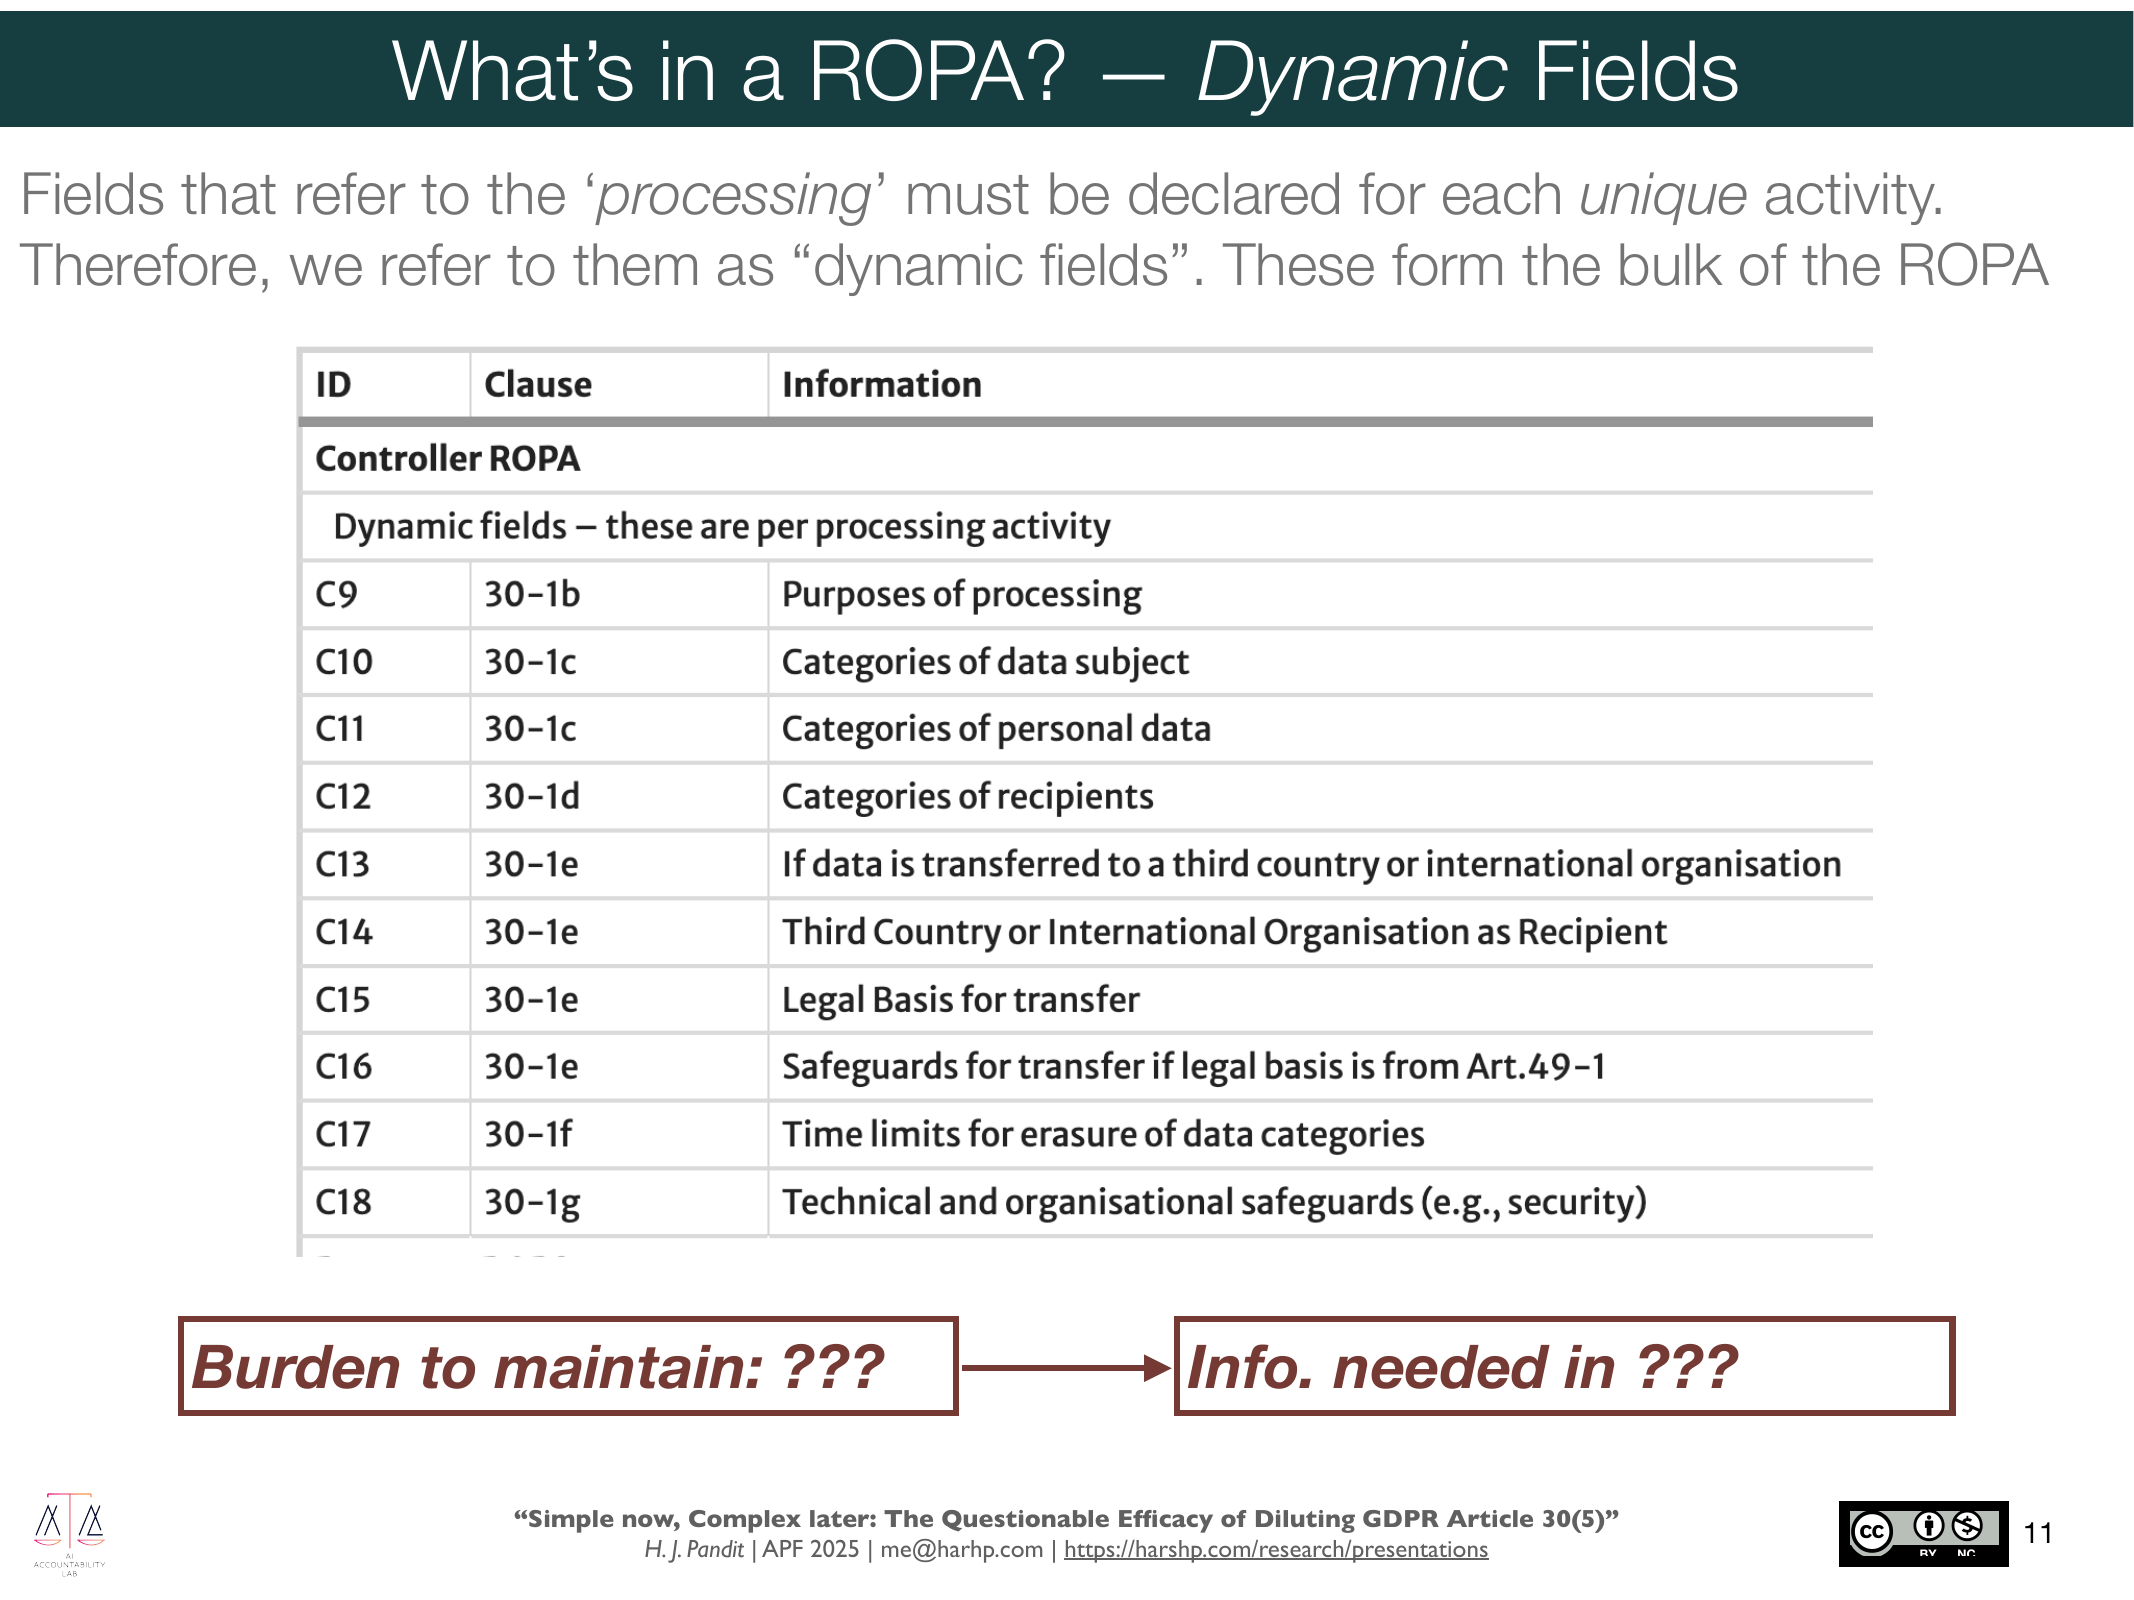 What’s in a ROPA? — Dynamic Fields
Fields that refer to the ‘processing’ must be declared for each unique activity.
Therefore, we refer to them as “dynamic fields”. These form the bulk of the ROPA
ID Clause Information
Controller ROPA
Dynamic fields – these are per processing activity
C9 30-1b Purposes of processing
C10 30-1c Categories of data subject
C11 30-1c Categories of personal data
C12 30-1d Categories of recipients
C13 30-1e If data is transferred to a third country or international organisation
C14 30-1e Third Country or International Organisation as Recipient
C15 30-1e Legal Basis for transfer
C16 30-1e Safeguards for transfer if legal basis is from Art.49-1
C17 30-1f Time limits for erasure of data categories
C18 30-1g Technical and organisational safeguards (e.g., security)
Burden to maintain: ???
Info. needed in ???
AI
ACCOUNTABILITY
LAB
“Simple now, Complex later: The Questionable Efficacy of Diluting GDPR Article 30(5)”
H. J. Pandit | APF 2025 | me@harhp.com | https://harshp.com/research/presentations
cc BY NC
11